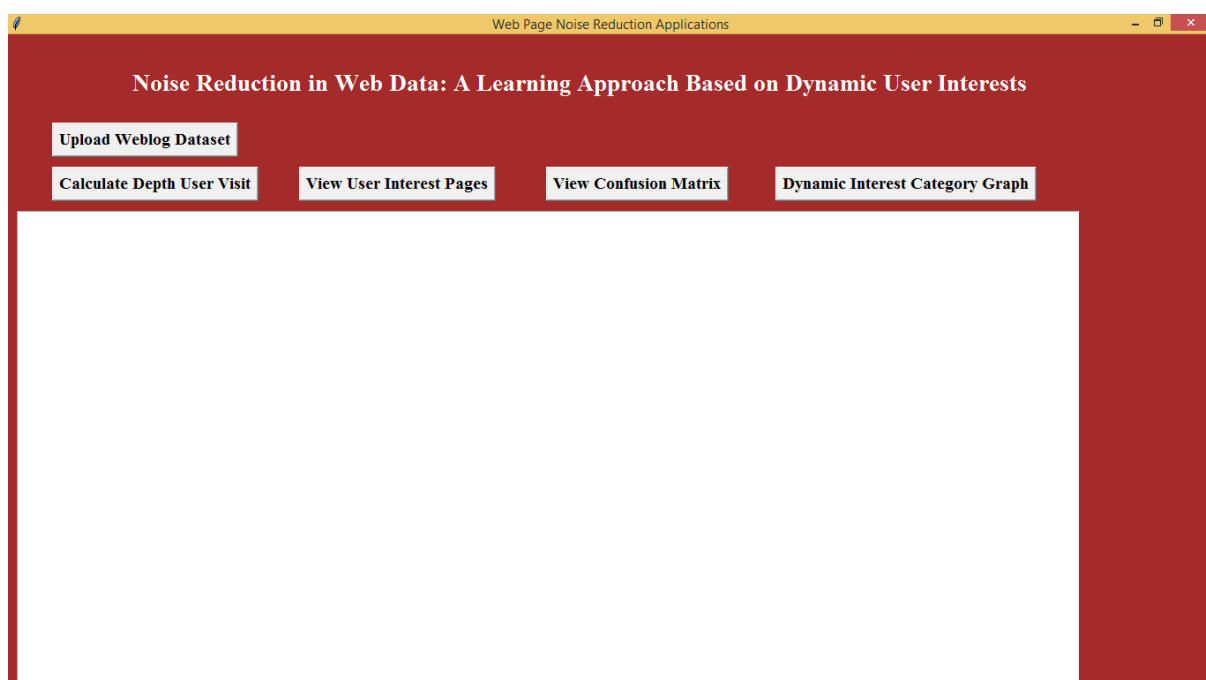 Web Page Noise Reduction Applications
Noise Reduction in Web Data: A Learning Approach Based on Dynamic User Interests
Upload Weblog Dataset
Calculate Depth User Visit
View User Interest Pages
View Confusion Matrix
Dynamic Interest Category Graph